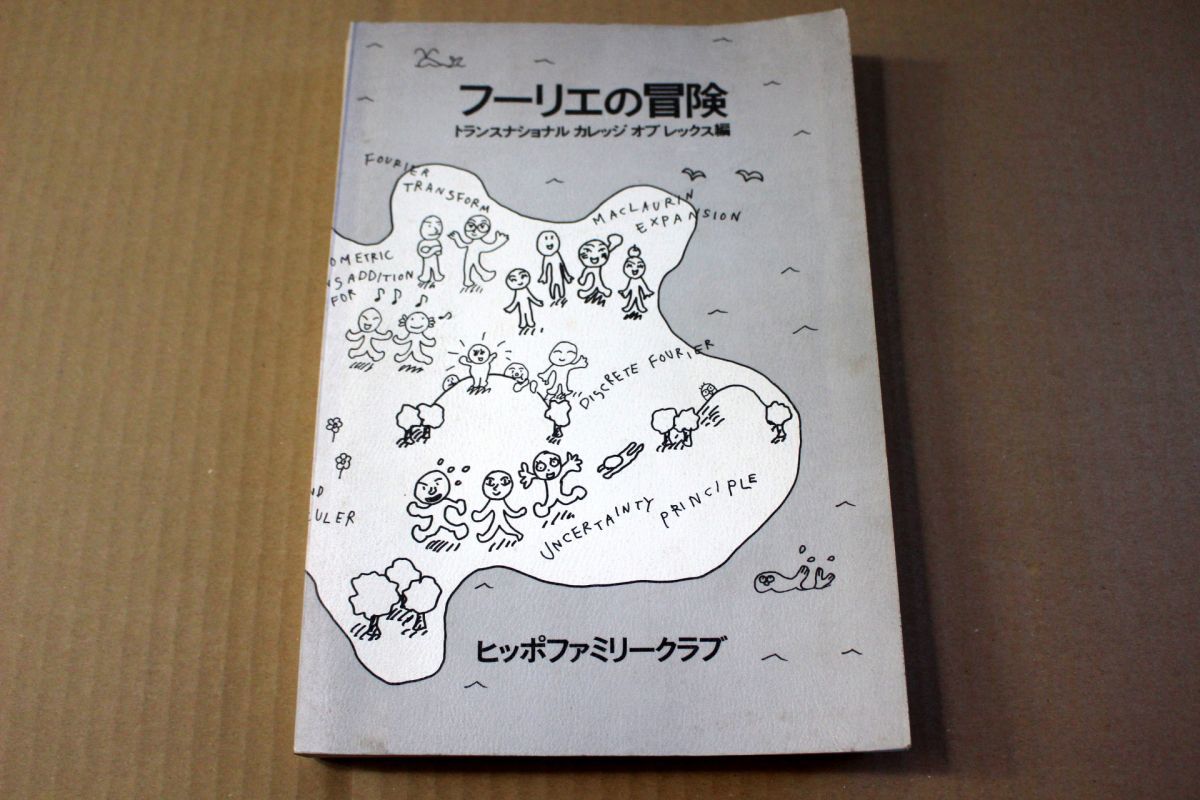 フーリエの冒険
トランスナショナル カレッジ オブ レックス編
FOURIER
TRANSFORM
MACLAURIN
EXPANSION
OMETRIC
NS ADDITION
FOR
DISCRETE FOURIER
UNCERTAINTY PRINCIPLE
ND
ULER
ヒッポファミリークラブ